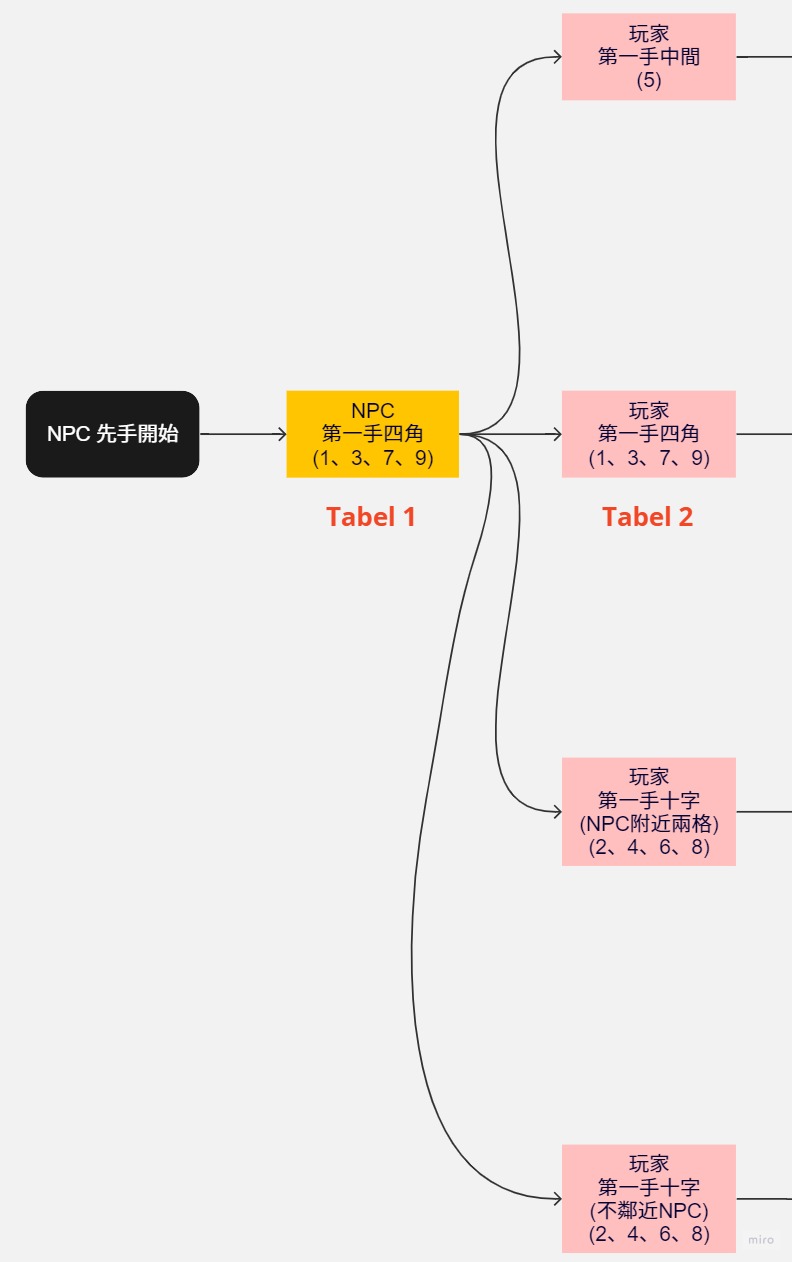 玩家
第一手中間
(5)
NPC 先手開始
NPC
第一手四角
(1、3、7、9)
Tabel 1
玩家
第一手四角
(1、3、7、9)
Tabel 2
玩家
第一手十字
(NPC附近兩格)
(2、4、6、8)
玩家
第一手十字
(不鄰近NPC)
(2、4、6、8)
miro